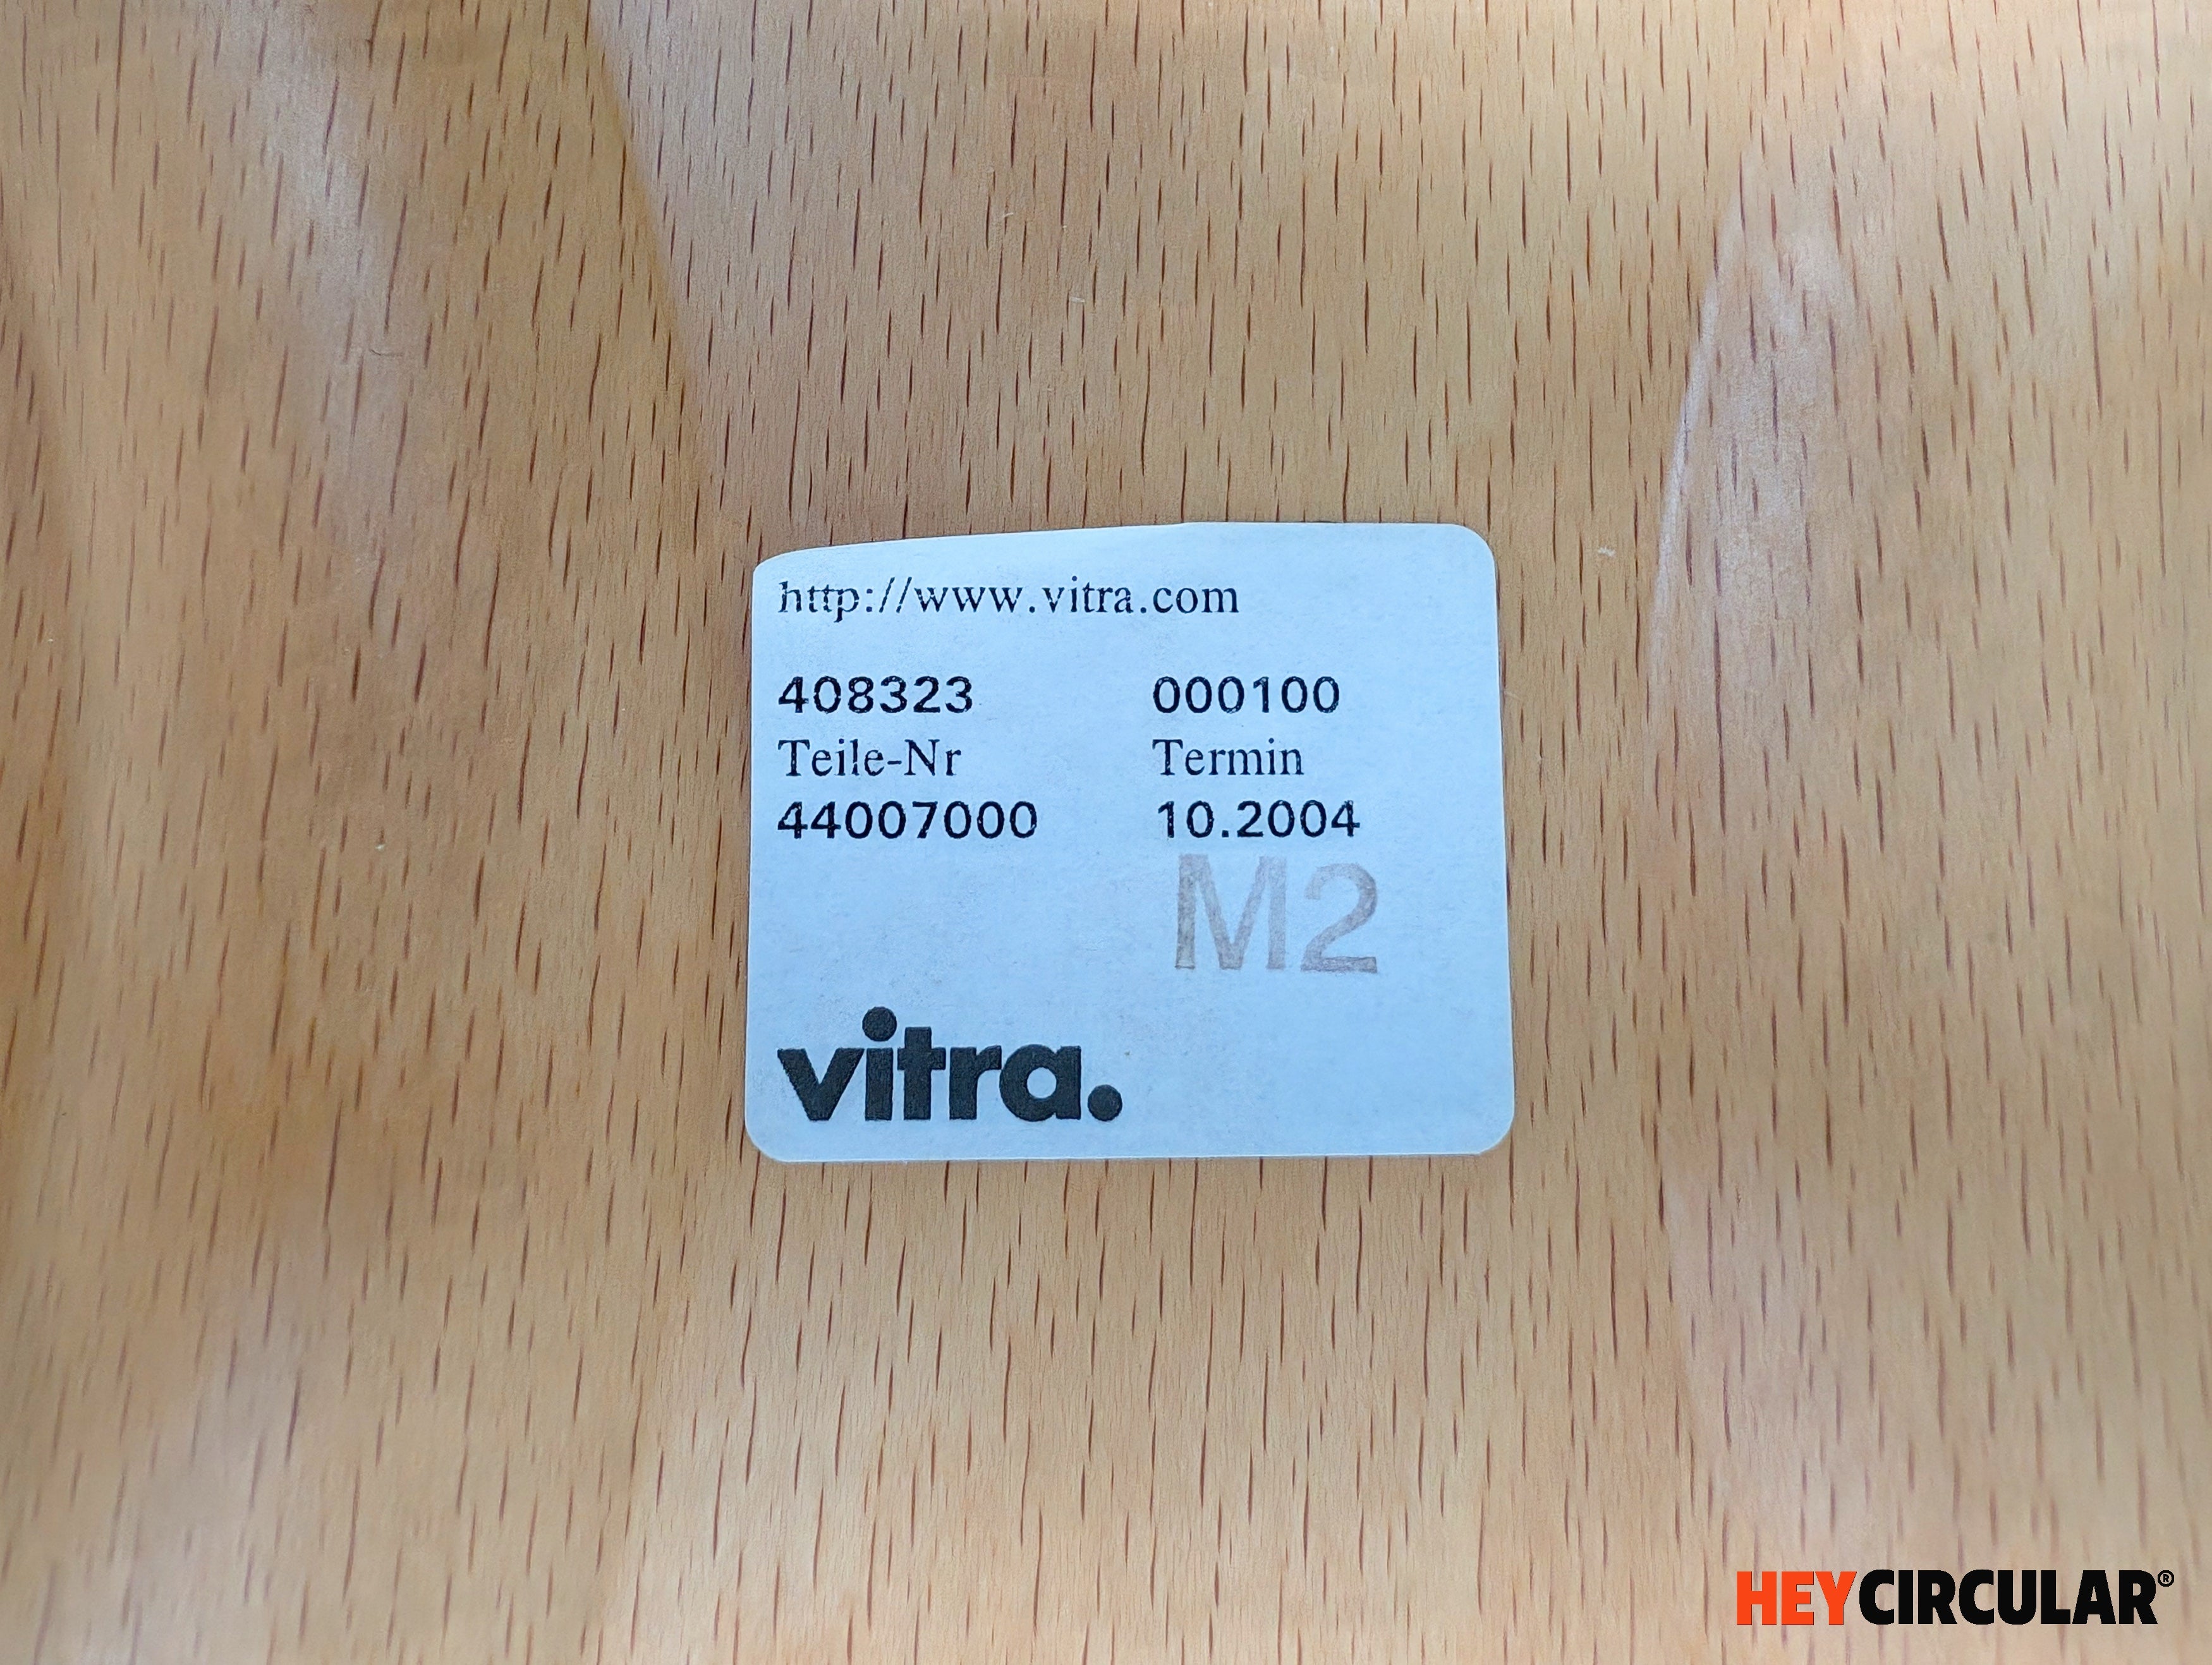 http://www.vitra.com
408323 000100
Teile-Nr Termin
44007000 10.2004
M2
vitra.
HEYCIRCULAR®